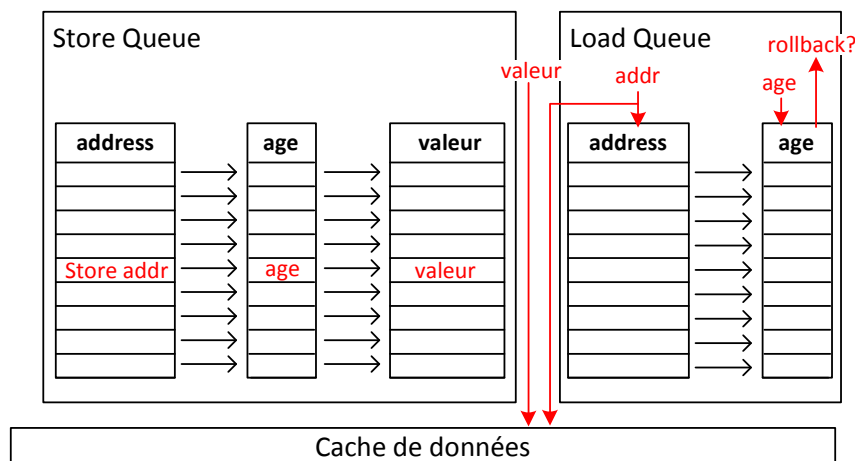 Store Queue
Load Queue
rollback?
valeur
addr
age
address
age
valeur
address
age
Store addr
age
valeur
Cache de données